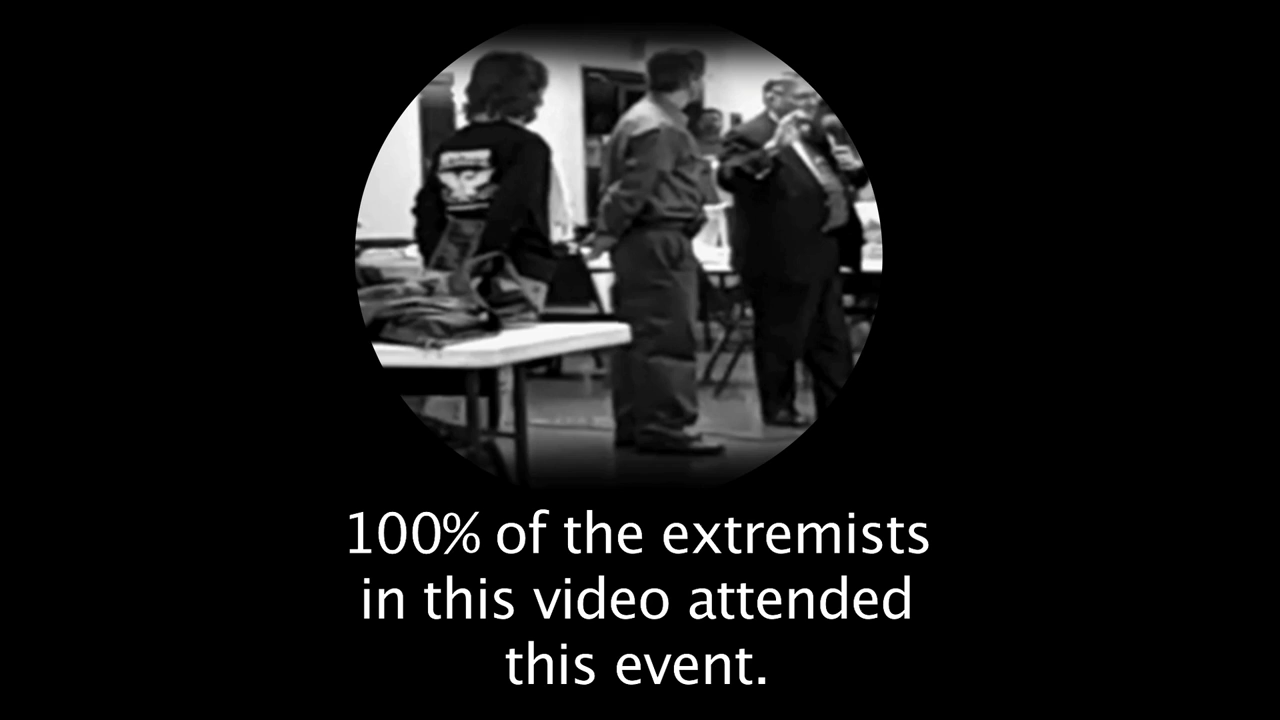 100% of the extremists
in this video attended
this event.